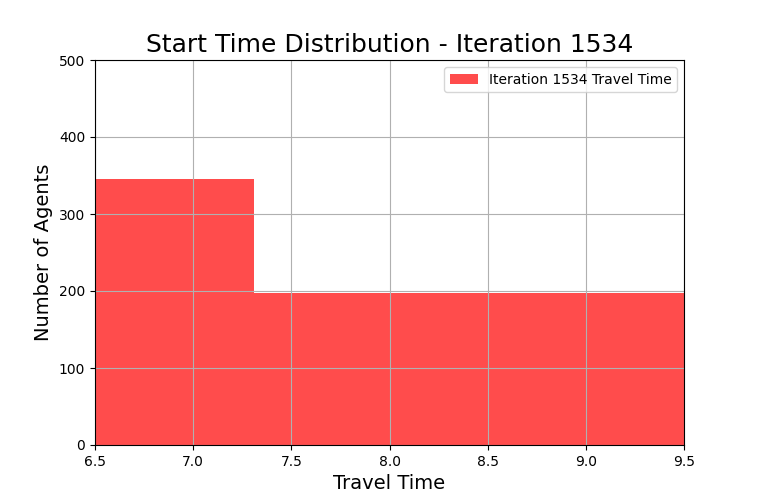 Start Time Distribution - Iteration 1534
500
400
300
200
100
0
Number of Agents
Iteration 1534 Travel Time
6.5 7.0 7.5 8.0 8.5 9.0 9.5
Travel Time